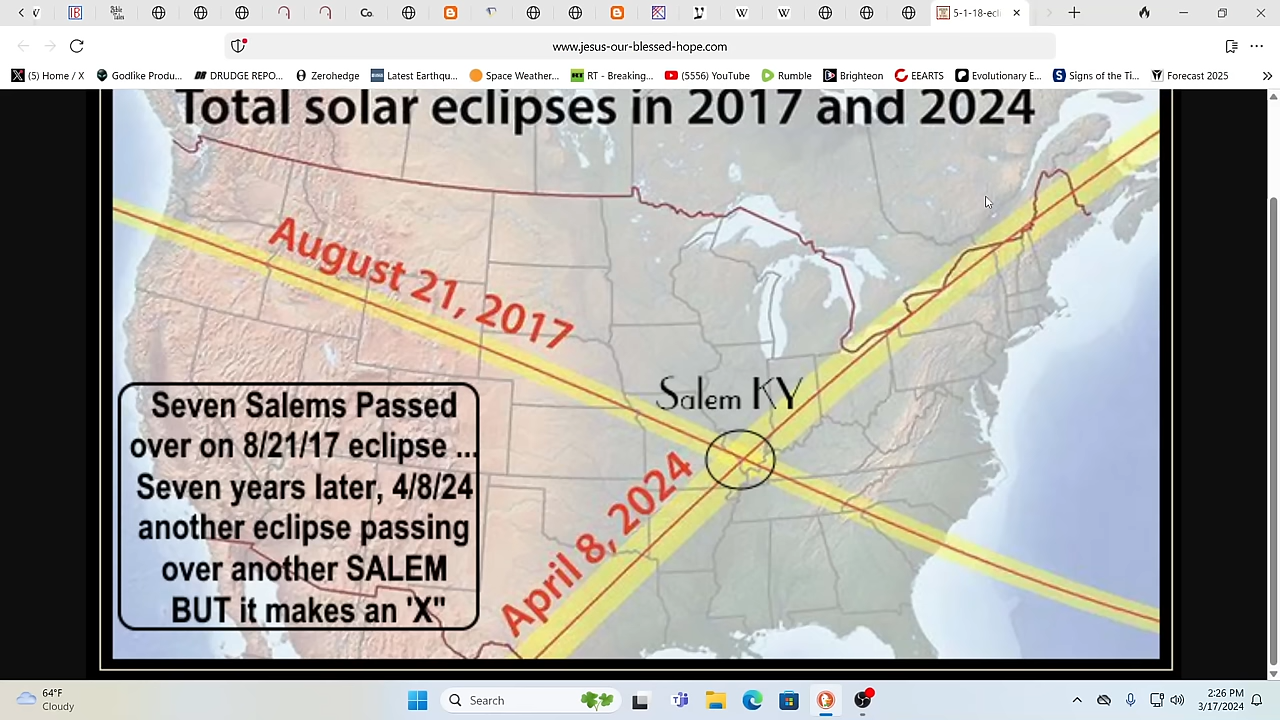 Co.
5-1-18-ecl
www.jesus-our-blessed-hope.com
(5) Home / X
Godlike Produ...
DRUDGE REPO...
Zerohedge
Latest Earthqu...
Space Weather...
RT - Breaking...
(5556) YouTube
Rumble
Brighteon
EEARTS
Evolutionary E...
Signs of the Ti...
Forecast 2025
Total solar eclipses in 2017 and 2024
August 21, 2017
Salem KY
April 8, 2024
Seven Salems Passed
over on 8/21/17 eclipse ...
Seven years later, 4/8/24
another eclipse passing
over another SALEM
BUT it makes an 'X"
64°F
Cloudy
Search
2:26 PM
3/17/2024